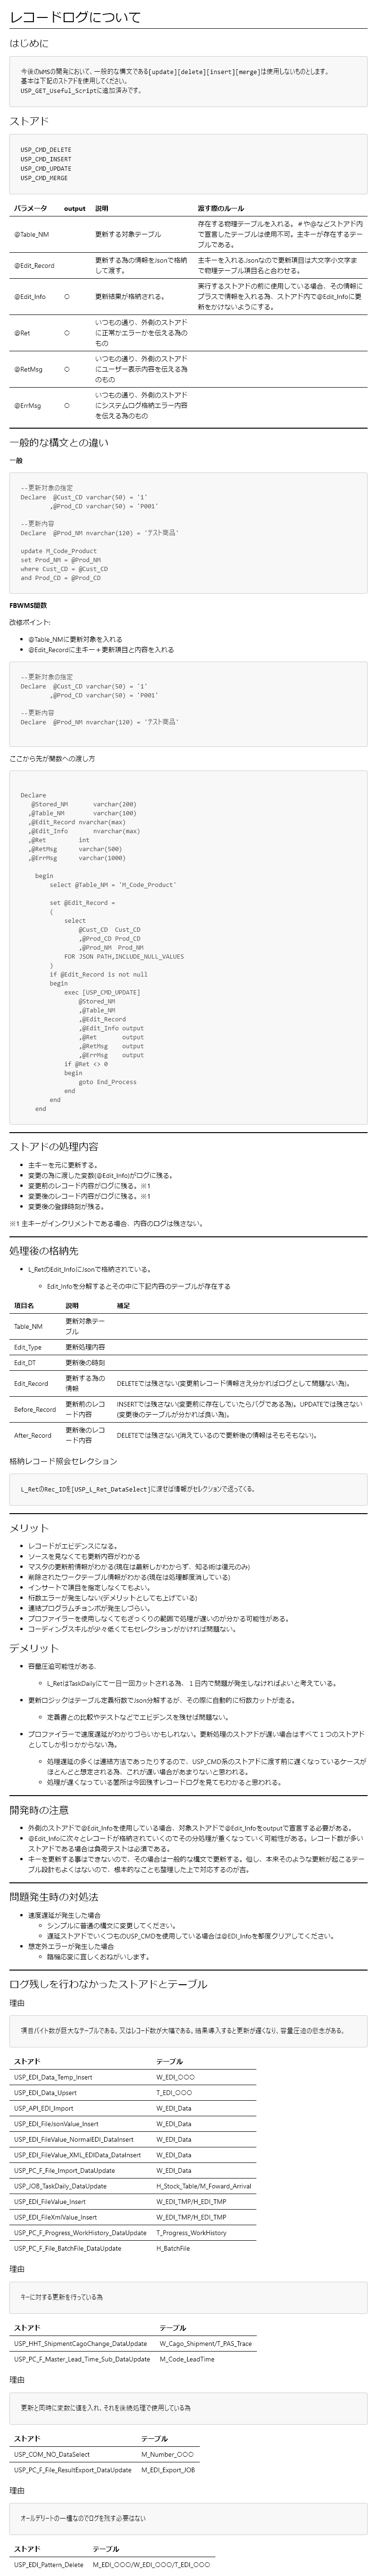 レコードログについて
はじめに
今後のWMSの開発において、一般的な構文である[update][delete][insert][merge]は使用しないものとします。
基本は下記のストアドを使用してください。
USP_GET_Useful_Scriptに追加済みです。
ストアド
USP_CMD_DELETE
USP_CMD_INSERT
USP_CMD_UPDATE
USP_CMD_MERGE
パラメータ output 説明 渡す際のルール
@Table_NM 更新する対象テーブル 存在する物理テーブルを入れる。＃や@などストアド内で宣言したテーブルは使用不可。主キーが存在するテーブルである。
@Edit_Record 更新する為の情報をJsonで格納して渡す。 主キーを入れるJsonなので更新項目は大文字小文字まで物理テーブル項目名と合わせる。
@Edit_Info ○ 更新結果が格納される。 実行するストアドの前に使用している場合、その情報にプラスで情報を入れる為、ストアド内で@Edit_Infoに更新をかけないようにする。
@Ret ○ いつもの通り、外側のストアドに正常かエラーかを伝える為のもの
@RetMsg ○ いつもの通り、外側のストアドにユーザー表示内容を伝える為のもの
@ErrMsg ○ いつもの通り、外側のストアドにシステムログ格納エラー内容を伝える為のもの
一般的な構文との違い
一般
--更新対象の指定
Declare @Cust_CD varchar(50) = '1'
,@Prod_CD varchar(50) = 'P001'
--更新内容
Declare @Prod_NM nvarchar(120) = 'テスト商品'
update M_Code_Product
set Prod_NM = @Prod_NM
where Cust_CD = @Cust_CD
and Prod_CD = @Prod_CD
FBWMS関数
改修ポイント:
• @Table_NMに更新対象を入れる
• @Edit_Recordに主キー＋更新項目と内容を入れる
--更新対象の指定
Declare @Cust_CD varchar(50) = '1'
,@Prod_CD varchar(50) = 'P001'
--更新内容
Declare @Prod_NM nvarchar(120) = 'テスト商品'
ここから先が関数への渡し方
Declare
@Stored_NM varchar(200)
,@Table_NM varchar(100)
,@Edit_Record nvarchar(max)
,@Edit_Info nvarchar(max)
,@Ret int
,@RetMsg varchar(500)
,@ErrMsg varchar(1000)
begin
select @Table_NM = 'M_Code_Product'
set @Edit_Record =
(
select
@Cust_CD Cust_CD
,@Prod_CD Prod_CD
,@Prod_NM Prod_NM
FOR JSON PATH,INCLUDE_NULL_VALUES
)
if @Edit_Record is not null
begin
exec [USP_CMD_UPDATE]
@Stored_NM
,@Table_NM
,@Edit_Record
,@Edit_Info output
,@Ret output
,@RetMsg output
,@ErrMsg output
if @Ret <> 0
begin
goto End_Process
end
end
end
ストアドの処理内容
• 主キーを元に更新する。
• 変更の為に渡した変数(@Edit_Info)がログに残る。
• 変更前のレコード内容がログに残る。※1
• 変更後のレコード内容がログに残る。※1
• 変更後の登録時刻が残る。
※1 主キーがインクリメントである場合、内容のログは残さない。
処理後の格納先
• L_RetのEdit_InfoにJsonで格納されている。
○ Edit_Infoを分解するとその中に下記内容のテーブルが存在する
項目名 説明 補足
Table_NM 更新対象テーブル
Edit_Type 更新処理内容
Edit_DT 更新後の時刻
Edit_Record 更新する為の情報 DELETEでは残さない(変更前レコード情報さえ分かればログとして問題ない為)。
Before_Record 更新前のレコード内容 INSERTでは残さない(変更前に存在していたらバグである為)。UPDATEでは残さない(変更後のテーブルが分かれば良い為)。
After_Record 更新後のレコード内容 DELETEでは残さない(消えているので更新後の情報はそもそもない)。
格納レコード照会セレクション
L_RetのRec_IDを[USP_L_Ret_DataSelect]に渡せば情報がセレクションで返ってくる。
メリット
• レコードがエビデンスになる。
• ソースを見なくても更新内容がわかる
• マスタの更新前情報がわかる(現在は最新しかわからず、知る術は復元のみ)
• 削除されたワークテーブル情報がわかる(現在は処理都度消している)
• インサートで項目を指定しなくてもよい。
• 桁数エラーが発生しない(デメリットとしても上げている)
• 連結プログラムチョンボが発生しづらい。
• プロファイラーを使用しなくてもざっくりの範囲で処理が遅いのが分かる可能性がある。
• コーディングスキルが少々低くてもセレクションがかければ問題ない。
デメリット
• 容量圧迫可能性がある.
○ L_RetはTaskDailyにて一日一回カットされる為、１日内で問題が発生しなければよいと考えている。
• 更新ロジックはテーブル定義桁数でJson分解するが、その際に自動的に桁数カットが走る。
○ 定義書との比較やテストなどでエビデンスを残せば問題ない。
• プロファイラーで速度遅延がわかりづらいかもしれない。更新処理のストアドが遅い場合はすべて１つのストアドとしてしか引っかからない為。
○ 処理遅延の多くは連結方法であったりするので、USP_CMD系のストアドに渡す前に遅くなっているケースがほとんどと想定される為、これが遅い場合があまりないと思われる。
○ 処理が遅くなっている箇所は今回残すレコードログを見てもわかると思われる。
開発時の注意
• 外側のストアドで@Edit_Infoを使用している場合、対象ストアドで@Edit_Infoをoutputで宣言する必要がある。
• @Edit_Infoに次々とレコードが格納されていくのでその分処理が重くなっていく可能性がある。レコード数が多いストアドである場合は負荷テストは必須である。
• キーを更新する事はできないので、その場合は一般的な構文で更新する。但し、本来そのような更新が起こるテーブル設計もよくはないので、根本的なことも整理した上で対応するのが吉。
問題発生時の対処法
• 速度遅延が発生した場合
○ シンプルに普通の構文に変更してください。
○ 遅延ストアドでいくつものUSP_CMDを使用している場合は@EDI_Infoを都度クリアしてください。
• 想定外エラーが発生した場合
○ 臨機応変に宜しくおねがいします。
ログ残しを行わなかったストアドとテーブル
理由
項目バイト数が巨大なテーブルである。又はレコード数が大幅である。結果導入すると更新が遅くなり、容量圧迫の懸念がある。
ストアド テーブル
USP_EDI_Data_Temp_Insert W_EDI_○○○
USP_EDI_Data_Upsert T_EDI_○○○
USP_API_EDI_Import W_EDI_Data
USP_EDI_FileJsonValue_Insert W_EDI_Data
USP_EDI_FileValue_NormalEDI_DataInsert W_EDI_Data
USP_EDI_FileValue_XML_EDIData_DataInsert W_EDI_Data
USP_PC_F_File_Import_DataUpdate W_EDI_Data
USP_JOB_TaskDaily_DataUpdate H_Stock_Table/M_Foward_Arrival
USP_EDI_FileValue_Insert W_EDI_TMP/H_EDI_TMP
USP_EDI_FileXmlValue_Insert W_EDI_TMP/H_EDI_TMP
USP_PC_F_Progress_WorkHistory_DataUpdate T_Progress_WorkHistory
USP_PC_F_File_BatchFile_DataUpdate H_BatchFile
理由
キーに対する更新を行っている為
ストアド テーブル
USP_HHT_ShipmentCagoChange_DataUpdate W_Cago_Shipment/T_PAS_Trace
USP_PC_F_Master_Lead_Time_Sub_DataUpdate M_Code_LeadTime
理由
更新と同時に変数に値を入れ、それを後続処理で使用している為
ストアド テーブル
USP_COM_NO_DataSelect M_Number_○○○
USP_PC_F_File_ResultExport_DataUpdate M_EDI_Export_JOB
理由
オールデリートの一種なのでログを残す必要はない
ストアド テーブル
USP_EDI_Pattern_Delete M_EDI_○○○/W_EDI_○○○/T_EDI_○○○